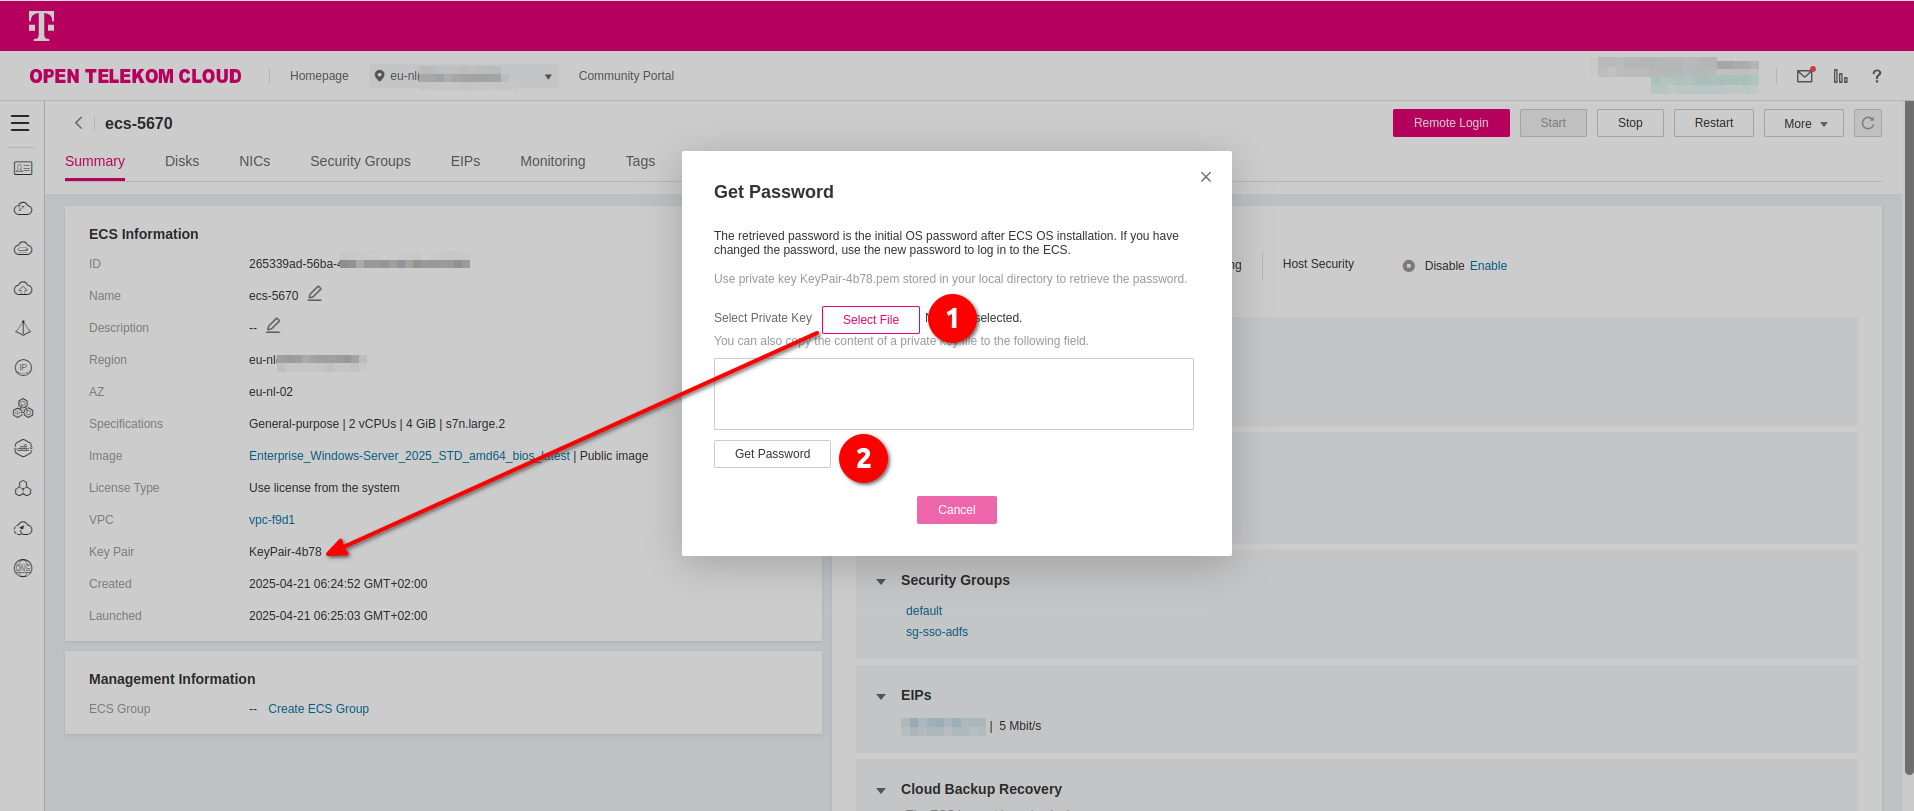 T
OPEN TELEKOM CLOUD
Homepage
eu-nl
Community Portal
?
ecs-5670
Remote Login
Start
Stop
Restart
More
Summary
Disks
NICs
Security Groups
EIPs
Monitoring
Tags
ECS Information
ID
265339ad-56ba-
Name
ecs-5670
Description
--
Region
eu-nl
AZ
eu-nl-02
Specifications
General-purpose | 2 vCPUs | 4 GiB | s7n.large.2
Image
Enterprise_Windows-Server_2025_STD_amd64_bios_latest | Public image
License Type
Use license from the system
VPC
vpc-f9d1
Key Pair
KeyPair-4b78
Created
2025-04-21 06:24:52 GMT+02:00
Launched
2025-04-21 06:25:03 GMT+02:00
Management Information
ECS Group
-- Create ECS Group
Get Password
The retrieved password is the initial OS password after ECS OS installation. If you have
changed the password, use the new password to log in to the ECS.
Use private key KeyPair-4b78.pem stored in your local directory to retrieve the password.
Select Private Key
Select File
1
selected.
You can also copy the content of a private key file to the following field.
Get Password
2
Cancel
ng
Host Security
Disable Enable
Security Groups
default
sg-sso-adfs
EIPs
| 5 Mbit/s
Cloud Backup Recovery
IP
DNS